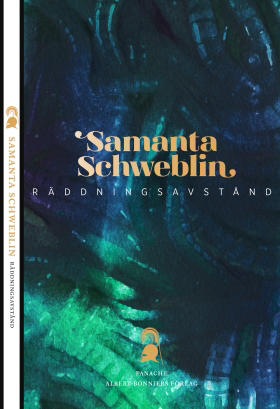 SAMANTA SCHWEBLIN RÄDDNINGSAVSTÅND
Samanta
Schweblin
RÄDDNINGSAVSTÅND
PANACHE
ALBERT BONNIERS FÖRLAG